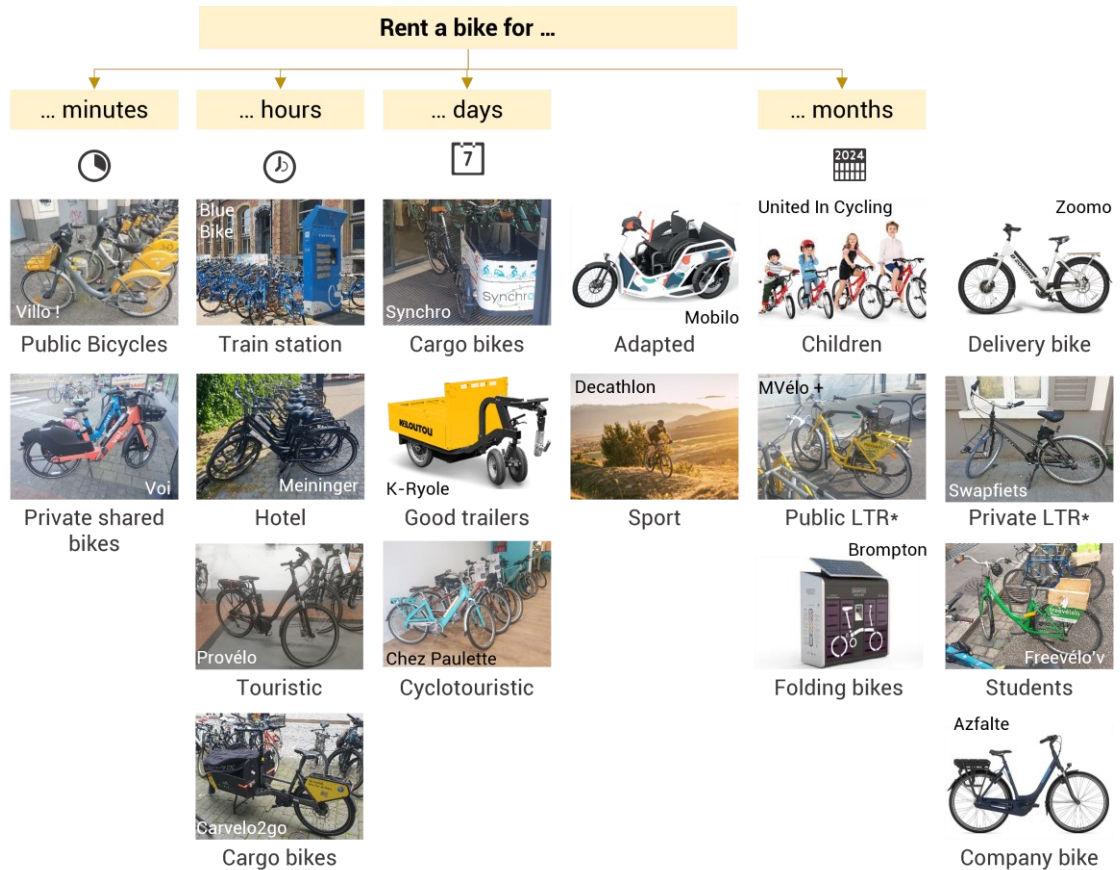 Rent a bike for ...
... minutes
... hours
... days
... months
7
2024
Villo !
Public Bicycles
Blue
Bike
Train station
Synchro
Synchro
Cargo bikes
Mobilo
Adapted
United In Cycling
Children
Zoomo
Delivery bike
Voi
Private shared
bikes
Meininger
Hotel
KILOUTOU
K-Ryole
Good trailers
Decathlon
Sport
MVélo +
Public LTR*
Swapfiets
Private LTR*
Provélo
Touristic
Chez Paulette
Cyclotouristic
Brompton
Folding bikes
Freevélo'v
Students
Carvelo2go
Cargo bikes
Azfalte
Company bike